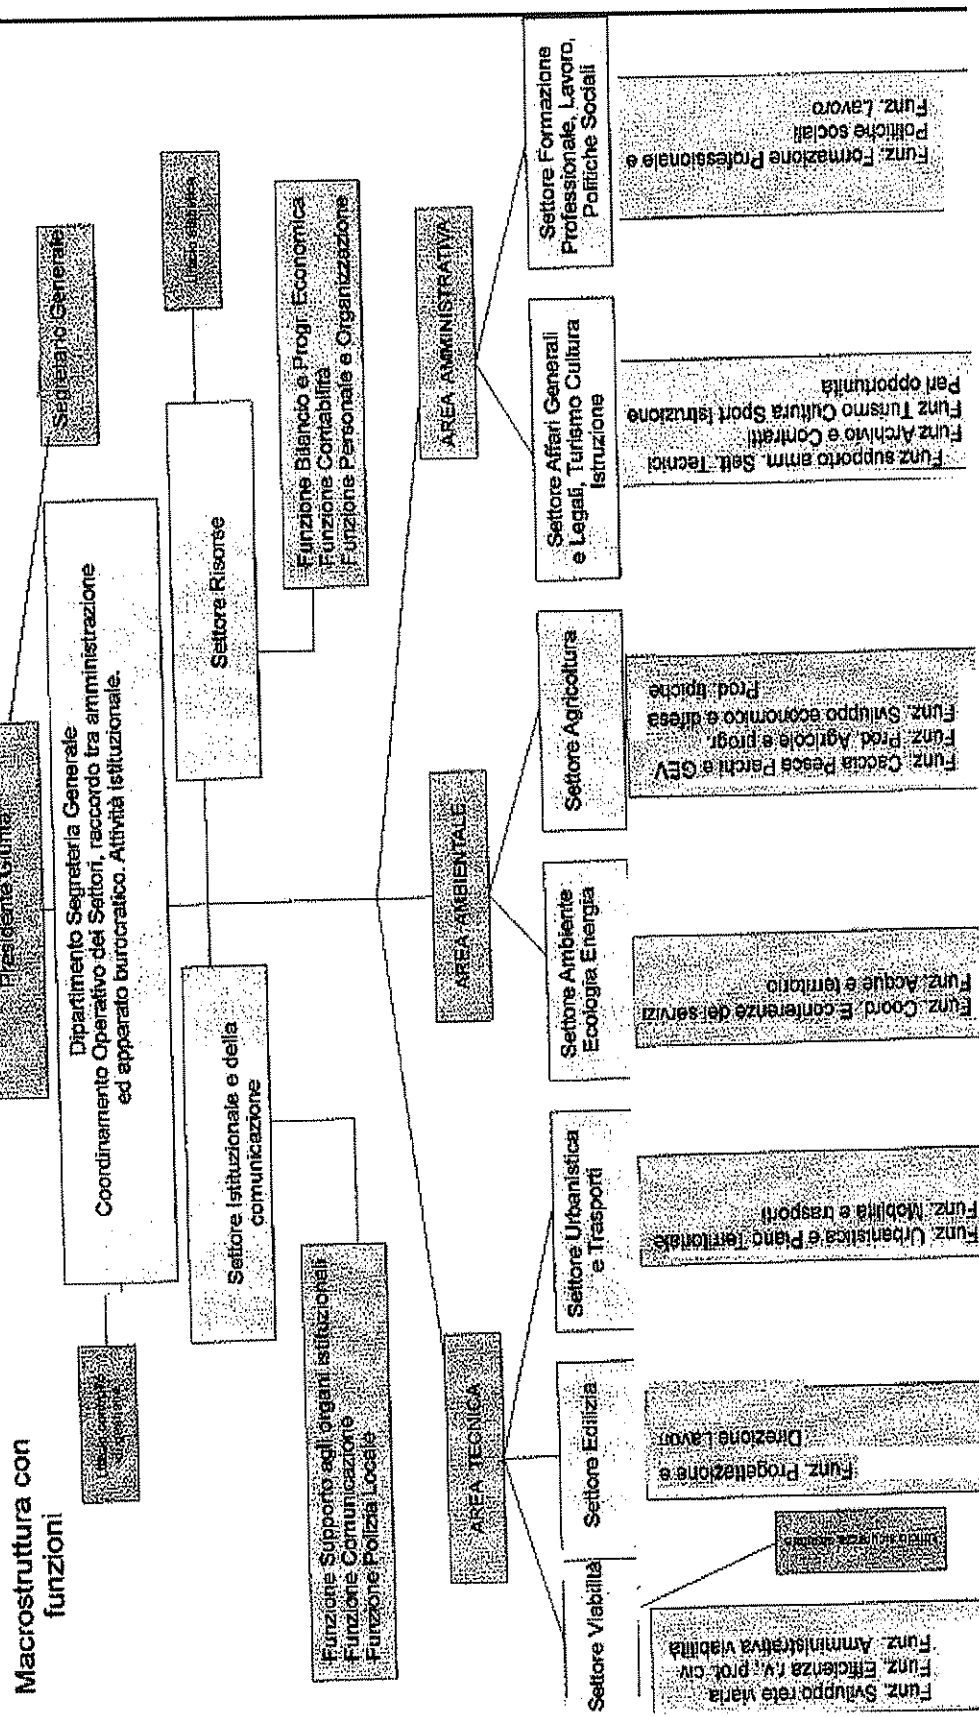 Macrostruttura con
funzioni
Presidente Giunta
Segretario Generale
Dipartimento Segreteria Generale
Coordinamento Operativo dei Settori, raccordo tra amministrazione
ed apparato burocratico. Attività istituzionale.
Settore Istituzionale e della
comunicazione
Settore Risorse
Funzione Supporto agli organi istituzionali
Funzione Comunicazione
Funzione Polizia Locale
Funzione Bilancio e Progr. Economica
Funzione Contabilità
Funzione Personale e Organizzazione
AREA TECNICA
AREA AMBIENTALE
AREA AMMINISTRATIVA
Settore Viabilità
Settore Edilizia
Settore Urbanistica
e Trasporti
Settore Ambiente
Ecologia Energia
Settore Agricoltura
Settore Affari Generali
e Legali, Turismo Cultura
Istruzione
Settore Formazione
Professionale, Lavoro,
Politiche Sociali
Funz. Sviluppo rete viaria
Funz. Efficienza r.v., prot. civ.
Funz. Amministrativa viabilità
Funz. Progettazione e
Direzione Lavori
Funz. Urbanistica e Piano Territoriale
Funz. Mobilità e trasporti
Funz. Coord. E conferenze dei servizi
Funz. Acque e territorio
Funz. Caccia Pesca Parchi e GEV
Funz. Prod. Agricole e progr.
Funz. Sviluppo economico e difesa
Prod. tipiche
Funz supporto amm. Sett. Tecnici
Funz Archivio e Contratti
Funz Turismo Cultura Sport Istruzione
Pari opportunità
Funz. Formazione Professionale e
Politiche sociali
Funz. Lavoro